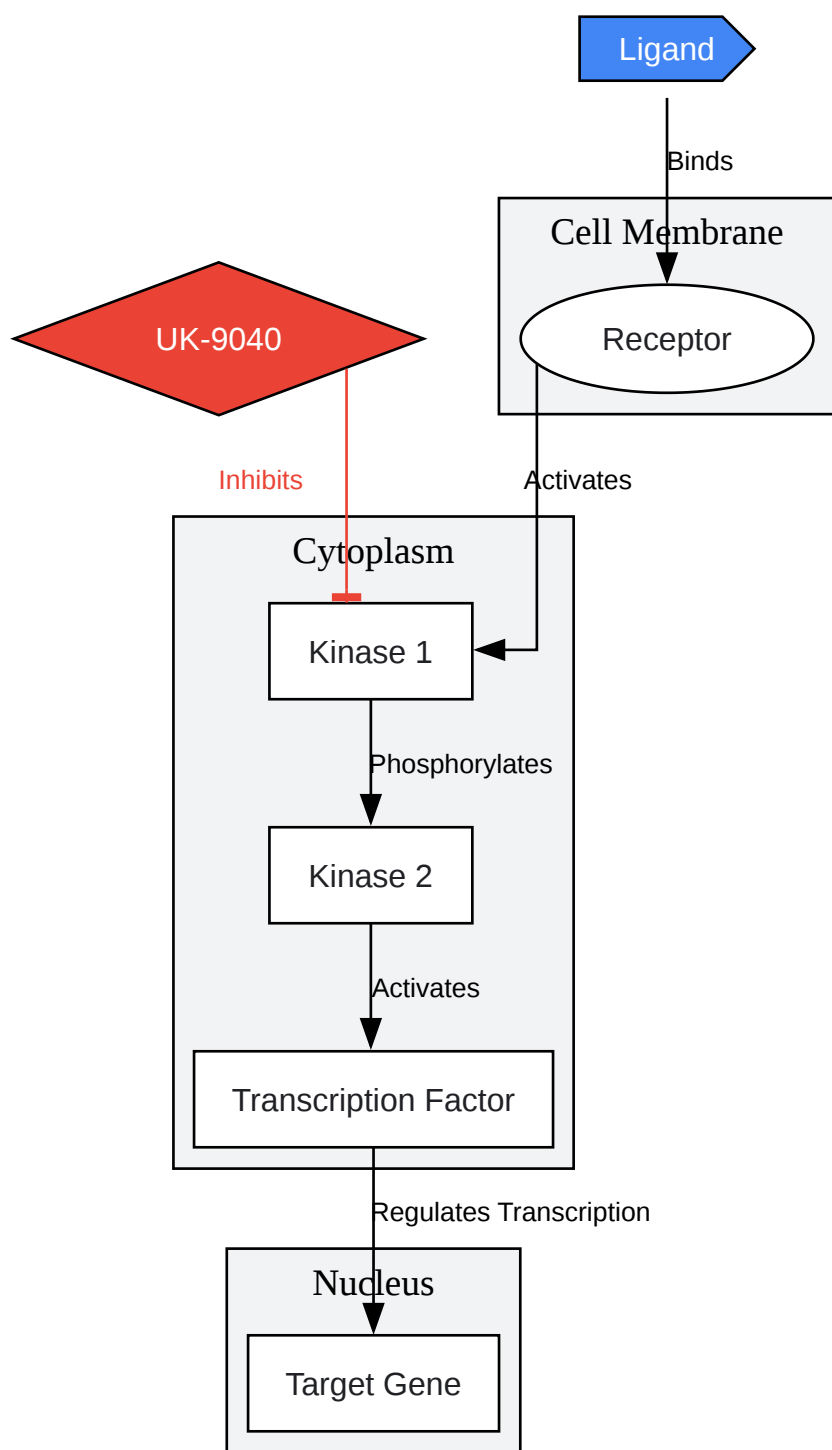 Ligand
Binds
Cell Membrane
UK-9040
Receptor
Inhibits
Activates
Cytoplasm
Kinase 1
Phosphorylates
Kinase 2
Activates
Transcription Factor
Regulates Transcription
Nucleus
Target Gene